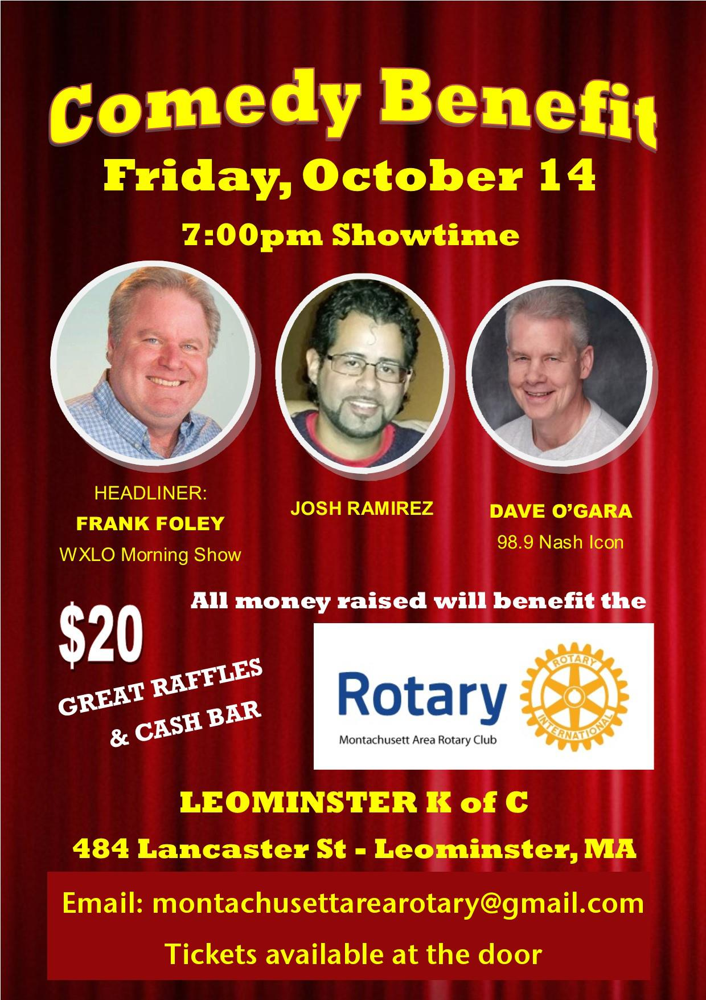 Comedy Benefit
Friday, October 14
7:00pm Showtime
HEADLINER:
FRANK FOLEY
WXLO Morning Show
JOSH RAMIREZ
DAVE O’GARA
98.9 Nash Icon
$20
GREAT RAFFLES
& CASH BAR
All money raised will benefit the
Rotary
Montachusett Area Rotary Club
ROTARY
INTERNATIONAL
LEOMINSTER K of C
484 Lancaster St - Leominster, MA
Email: montachusettarearotary@gmail.com
Tickets available at the door